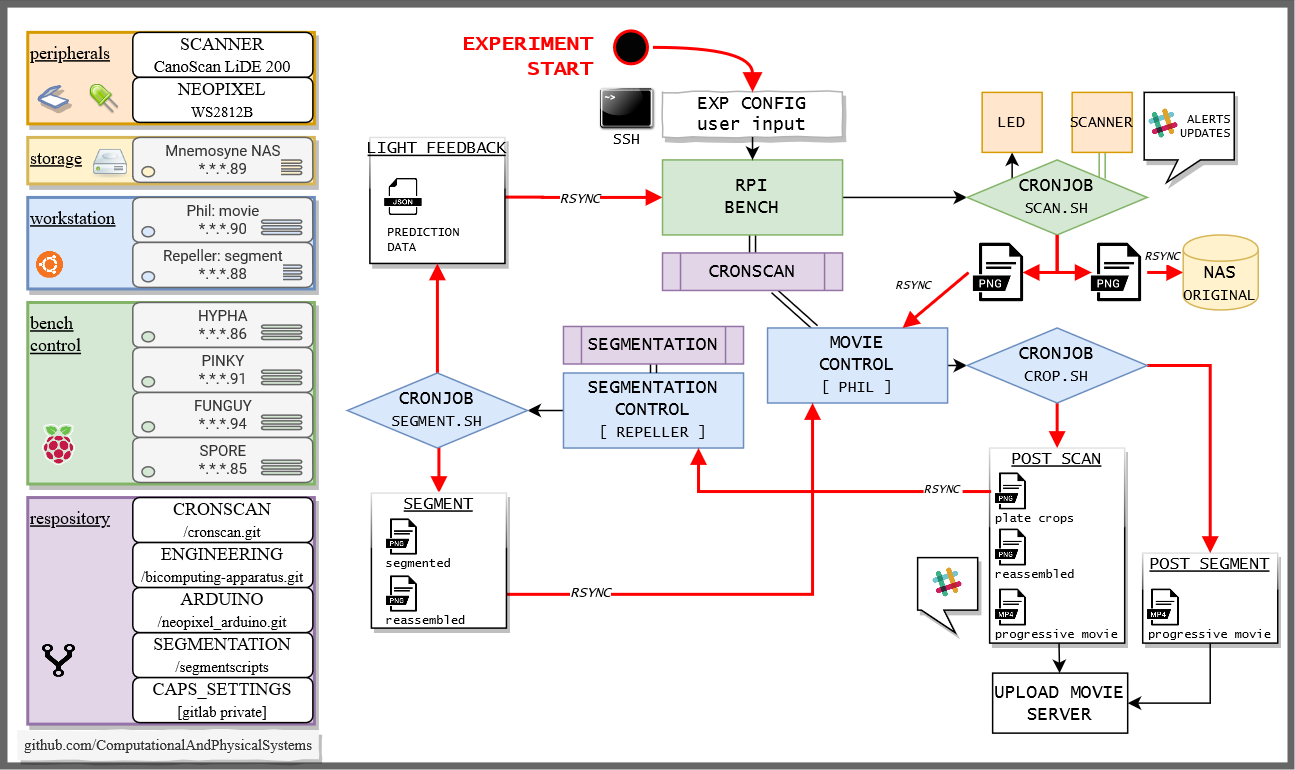 peripherals
SCANNER
CanoScan LiDE 200
NEOPIXEL
WS2812B
storage
Mnemosyne NAS
*.*.*.89
workstation
Phil: movie
*.*.*.90
Repeller: segment
*.*.*.88
bench
control
HYPHA
*.*.*.86
PINKY
*.*.*.91
FUNGUY
*.*.*.94
SPORE
*.*.*.85
respository
CRONSCAN
/cronscan.git
ENGINEERING
/bicomputing-apparatus.git
ARDUINO
/neopixel_arduino.git
SEGMENTATION
/segmentscripts
CAPS_SETTINGS
[gitlab private]
github.com/ComputationalAndPhysicalSystems
EXPERIMENT
START
~>
SSH
EXP CONFIG
user input
LIGHT FEEDBACK
JSON
PREDICTION
DATA
RSYNC
RPI
BENCH
CRONSCAN
LED
SCANNER
ALERTS
UPDATES
CRONJOB
SCAN.SH
PNG
PNG
RSYNC
NAS
ORIGINAL
RSYNC
MOVIE
CONTROL
[ PHIL ]
CRONJOB
CROP.SH
SEGMENTATION
SEGMENTATION
CONTROL
[ REPELLER ]
CRONJOB
SEGMENT.SH
SEGMENT
PNG
segmented
PNG
reassembled
RSYNC
RSYNC
POST SCAN
PNG
plate crops
PNG
reassembled
MP4
progressive movie
POST SEGMENT
MP4
progressive movie
UPLOAD MOVIE
SERVER